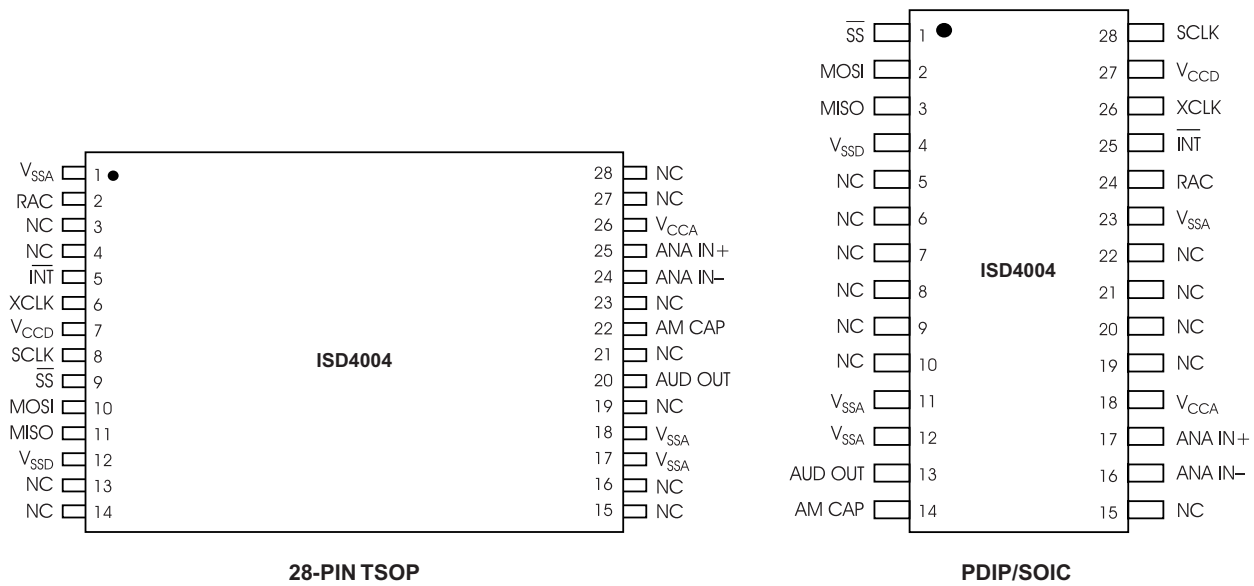 V_SSA 1 28 NC
RAC 2 27 NC
NC 3 26 V_CCA
NC 4 25 ANA IN+
I̅N̅T̅ 5 24 ANA IN–
XCLK 6 23 NC
V_CCD 7 22 AM CAP
SCLK 8 21 NC
S̅S̅ 9 20 AUD OUT
MOSI 10 19 NC
MISO 11 18 V_SSA
V_SSD 12 17 V_SSA
NC 13 16 NC
NC 14 15 NC
ISD4004
28-PIN TSOP
S̅S̅ 1 28 SCLK
MOSI 2 27 V_CCD
MISO 3 26 XCLK
V_SSD 4 25 I̅N̅T̅
NC 5 24 RAC
NC 6 23 V_SSA
NC 7 22 NC
NC 8 21 NC
NC 9 20 NC
NC 10 19 NC
V_SSA 11 18 V_CCA
V_SSA 12 17 ANA IN+
AUD OUT 13 16 ANA IN–
AM CAP 14 15 NC
ISD4004
PDIP/SOIC